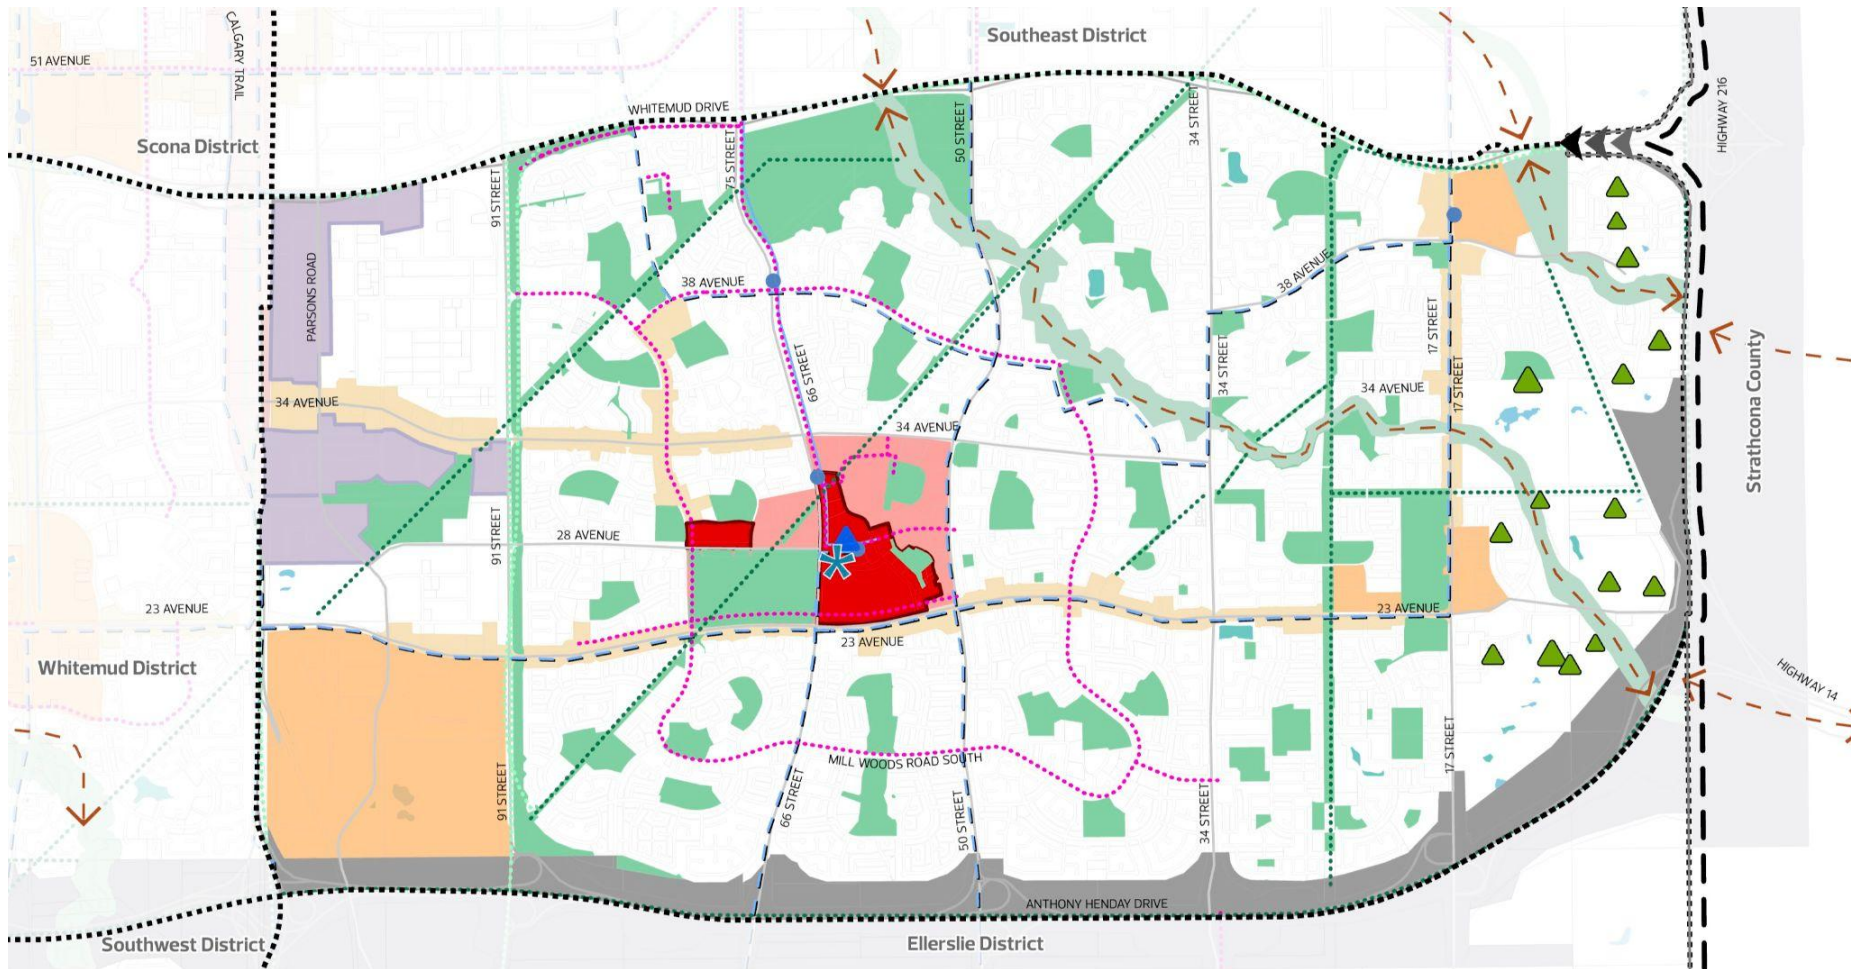 CALGARY TRAIL
Southeast District
51 AVENUE
HIGHWAY 216
WHITEMUD DRIVE
50 STREET
34 STREET
Scona District
75 STREET
91 STREET
38 AVENUE
38 AVENUE
PARSONS ROAD
17 STREET
66 STREET
34 STREET
17 STREET
Strathcona County
34 AVENUE
34 AVENUE
34 AVENUE
91 STREET
28 AVENUE
23 AVENUE
23 AVENUE
23 AVENUE
Whitemud District
HIGHWAY 14
17 STREET
MILL WOODS ROAD SOUTH
91 STREET
66 STREET
50 STREET
34 STREET
ANTHONY HENDAY DRIVE
Southwest District
Ellerslie District